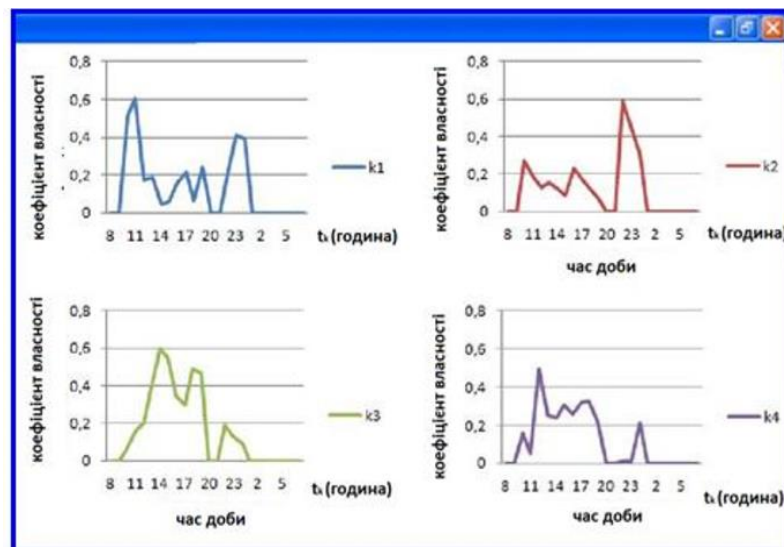 коефіцієнт власності
0,8
0,6
0,4
0,2
0
8 11 14 17 20 23 2 5
k1
tₖ (година)
коефіцієнт власності
0,8
0,6
0,4
0,2
0
8 11 14 17 20 23 2 5
k2
tₖ (година)
час доби
коефіцієнт власності
0,8
0,6
0,4
0,2
0
8 11 14 17 20 23 2 5
k3
tₖ (година)
час доби
коефіцієнт власності
0,8
0,6
0,4
0,2
0
8 11 14 17 20 23 2 5
k4
tₖ (година)
час доби